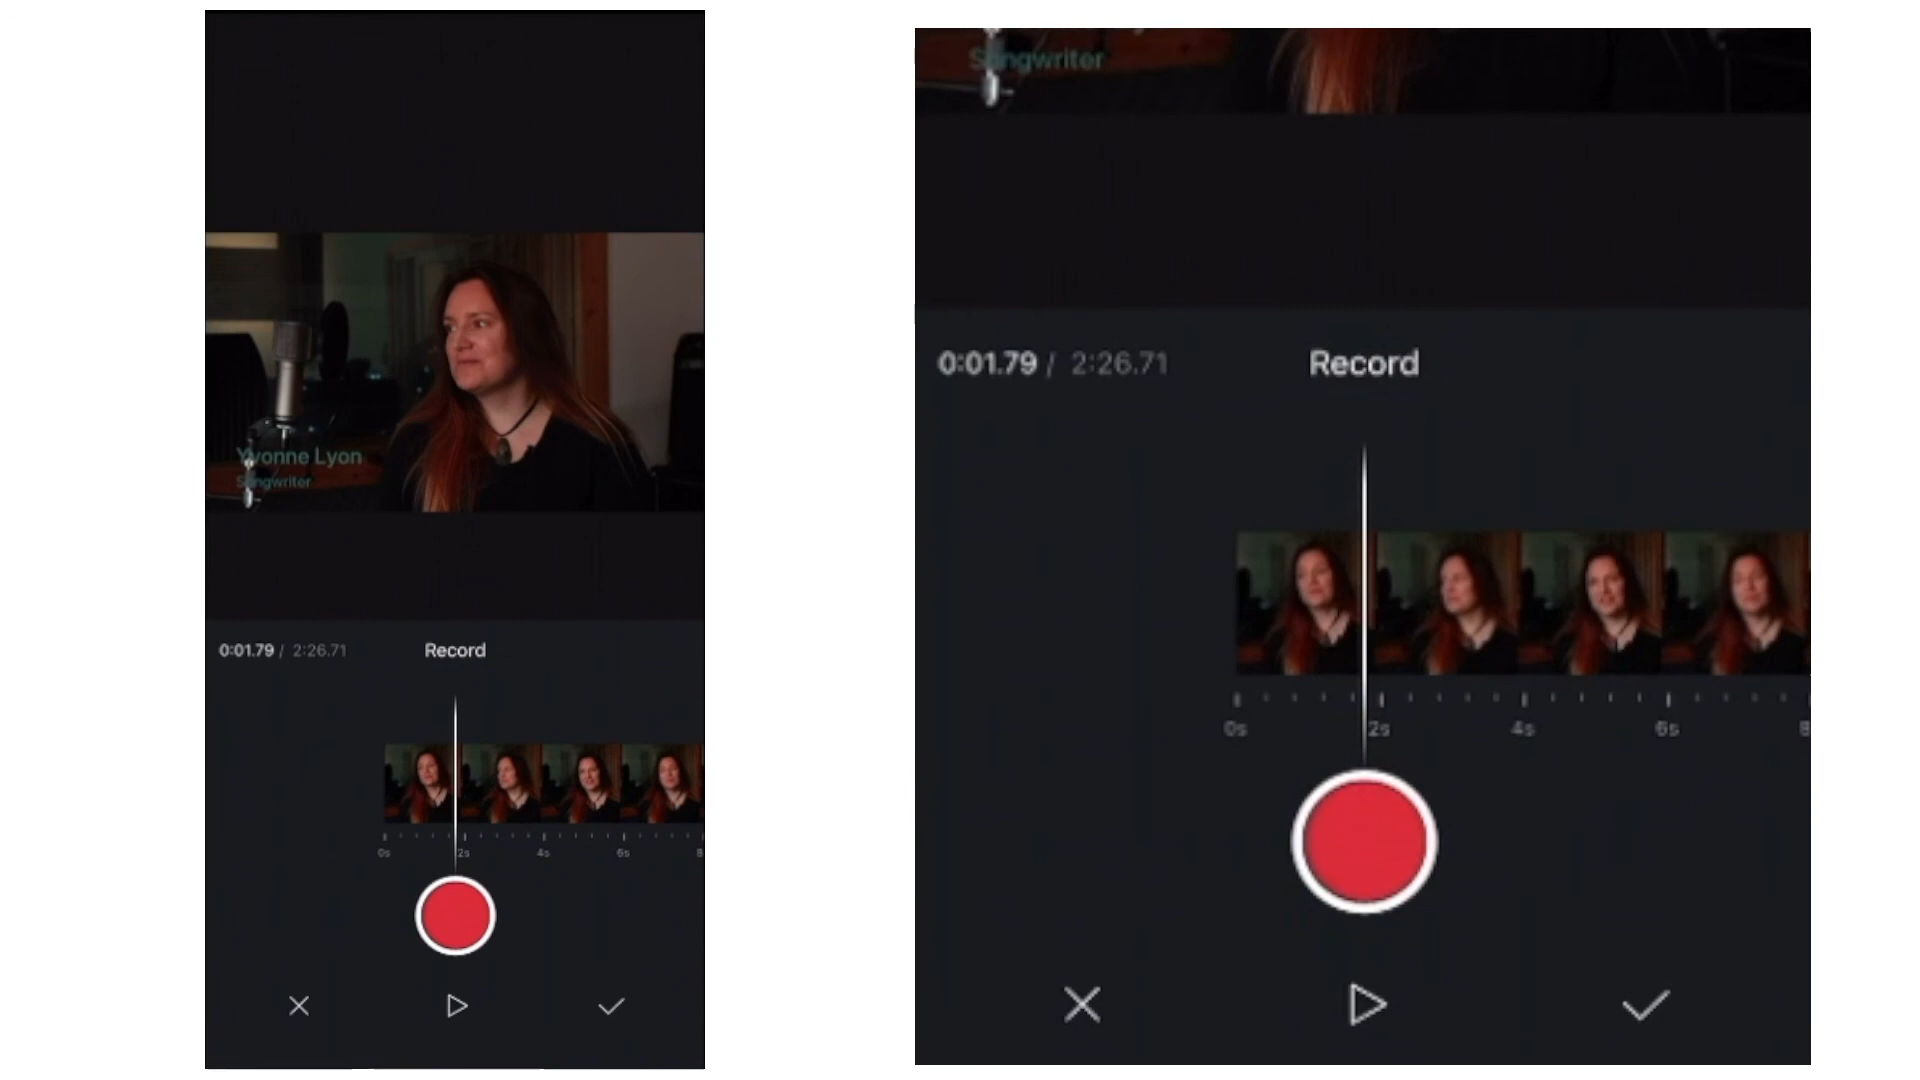 Yvonne Lyon
Songwriter
0:01.79 / 2:26.71
Record
0s 2s 4s 6s 8
Songwriter
0:01.79 / 2:26.71
Record
0s 2s 4s 6s 8